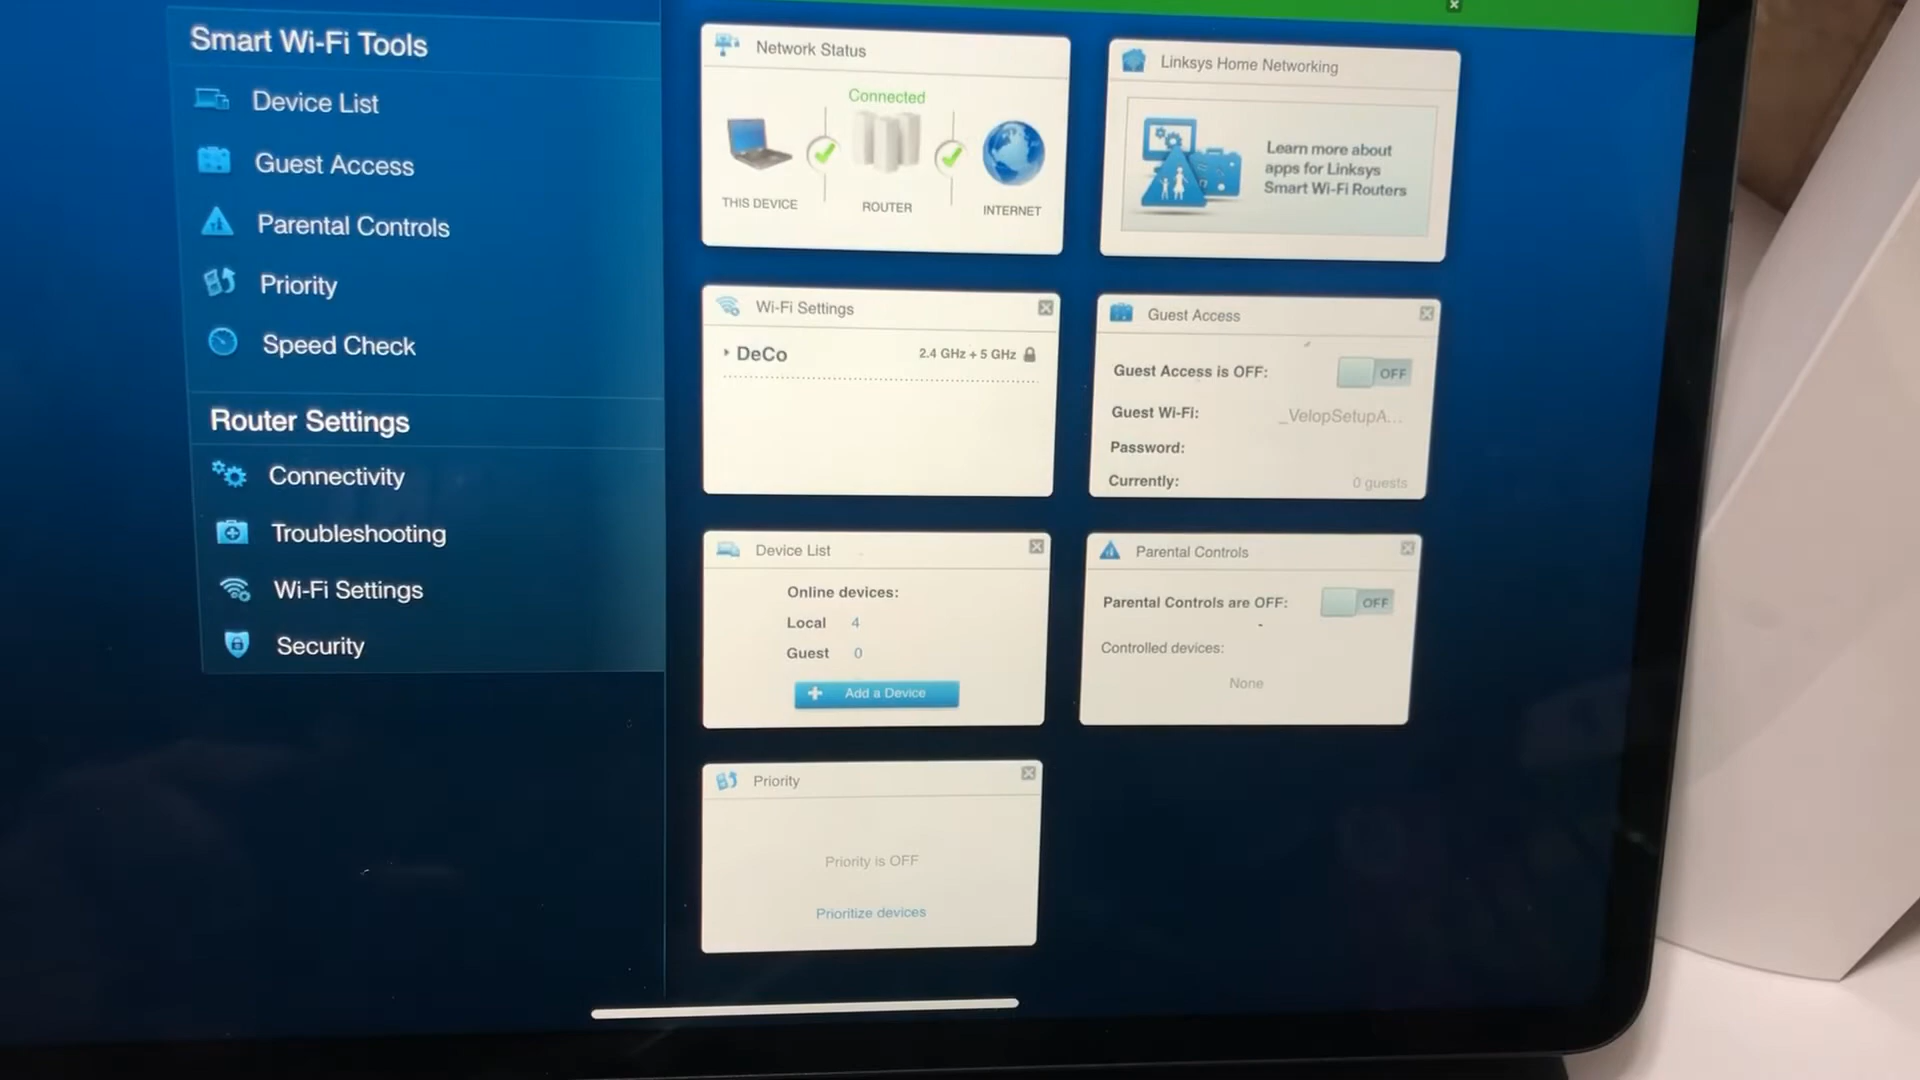 Smart Wi-Fi Tools
Device List
Guest Access
Parental Controls
Priority
Speed Check
Router Settings
Connectivity
Troubleshooting
Wi-Fi Settings
Security
Network Status
Connected
THIS DEVICE
ROUTER
INTERNET
Linksys Home Networking
Learn more about
apps for Linksys
Smart Wi-Fi Routers
Wi-Fi Settings
DeCo 2.4 GHz + 5 GHz
Guest Access
Guest Access is OFF: OFF
Guest Wi-Fi: _VelopSetupA...
Password:
Currently: 0 guests
Device List
Online devices:
Local 4
Guest 0
Add a Device
Parental Controls
Parental Controls are OFF: OFF
Controlled devices:
None
Priority
Priority is OFF
Prioritize devices